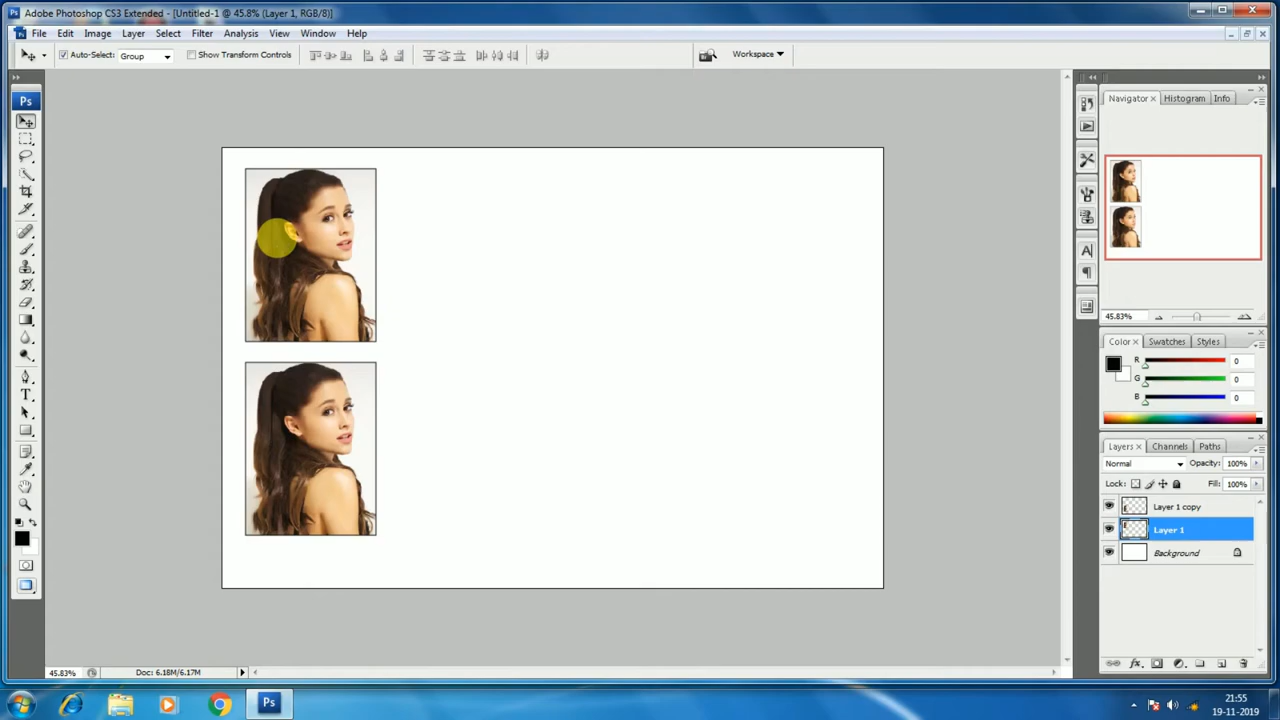 Adobe Photoshop CS3 Extended - [Untitled-1 @ 45.8% (Layer 1, RGB/8)]
File Edit Image Layer Select Filter Analysis View Window Help
Auto-Select: Group Show Transform Controls Workspace
Ps
Navigator Histogram Info
45.83%
Color Swatches Styles
R 0
G 0
B 0
Layers Channels Paths
Normal Opacity: 100%
Lock: Fill: 100%
Layer 1 copy
Layer 1
Background
45.83% Doc: 6.18M/6.17M
Ps
21:55
19-11-2019